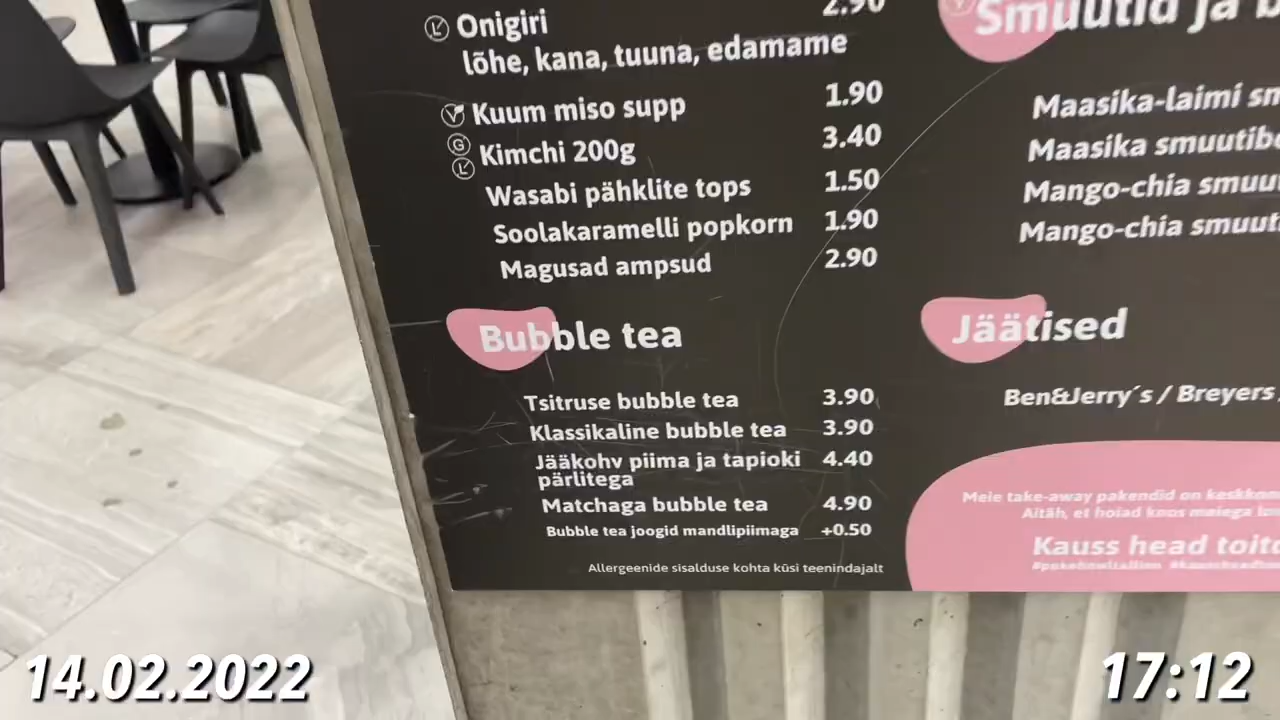 Onigiri 2.90
lõhe, kana, tuuna, edamame
Kuum miso supp 1.90
Kimchi 200g 3.40
Wasabi pähklite tops 1.50
Soolakaramelli popkorn 1.90
Magusad ampsud 2.90
Bubble tea
Tsitruse bubble tea 3.90
Klassikaline bubble tea 3.90
Jääkohv piima ja tapioki 4.40
pärlitega
Matchaga bubble tea 4.90
Bubble tea joogid mandlipiimaga +0.50
Allergeenide sisalduse kohta küsi teenindajalt
Smuutid ja b
Maasika-laimi sm
Maasika smuutib
Mango-chia smuu
Mango-chia smuut
Jäätised
Ben&Jerry´s / Breyers
Meie take-away pakendid on keskko
Aitäh, et hoiad koos meiega
Kauss head toit
14.02.2022
17:12